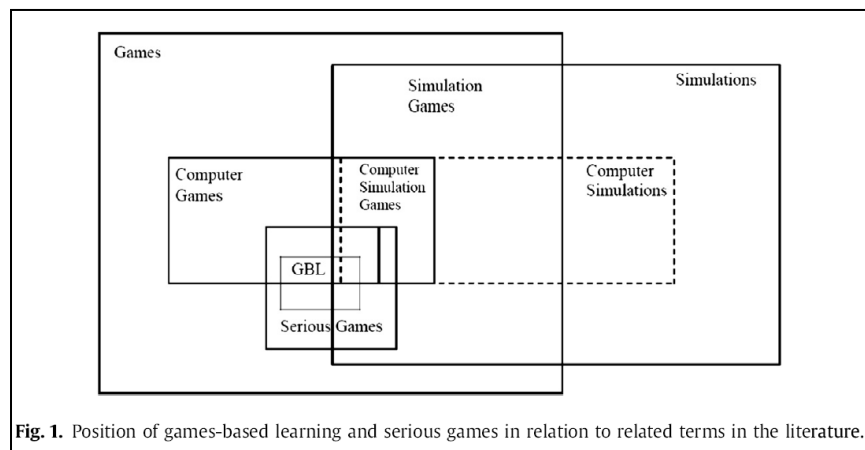 Games
Simulation
Games
Simulations
Computer
Games
Computer
Simulation
Games
Computer
Simulations
GBL
Serious Games
Fig. 1. Position of games-based learning and serious games in relation to related terms in the literature.